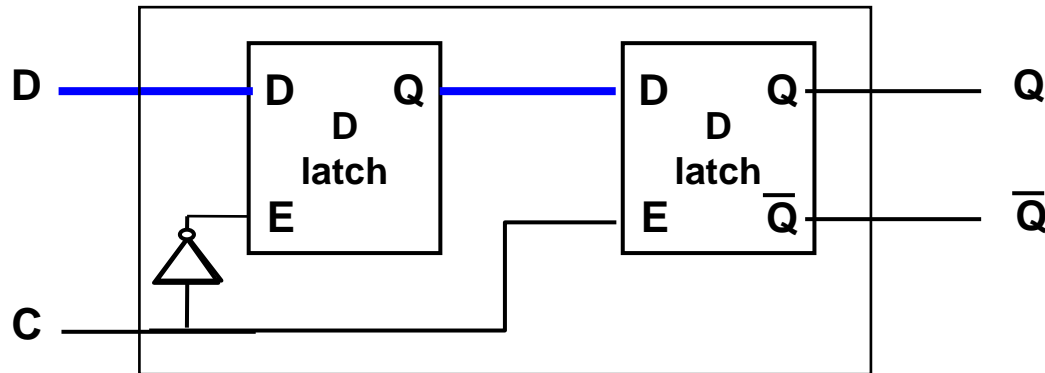 D D Q D Q Q
D D
latch latch
E E Q̅ Q̅
C